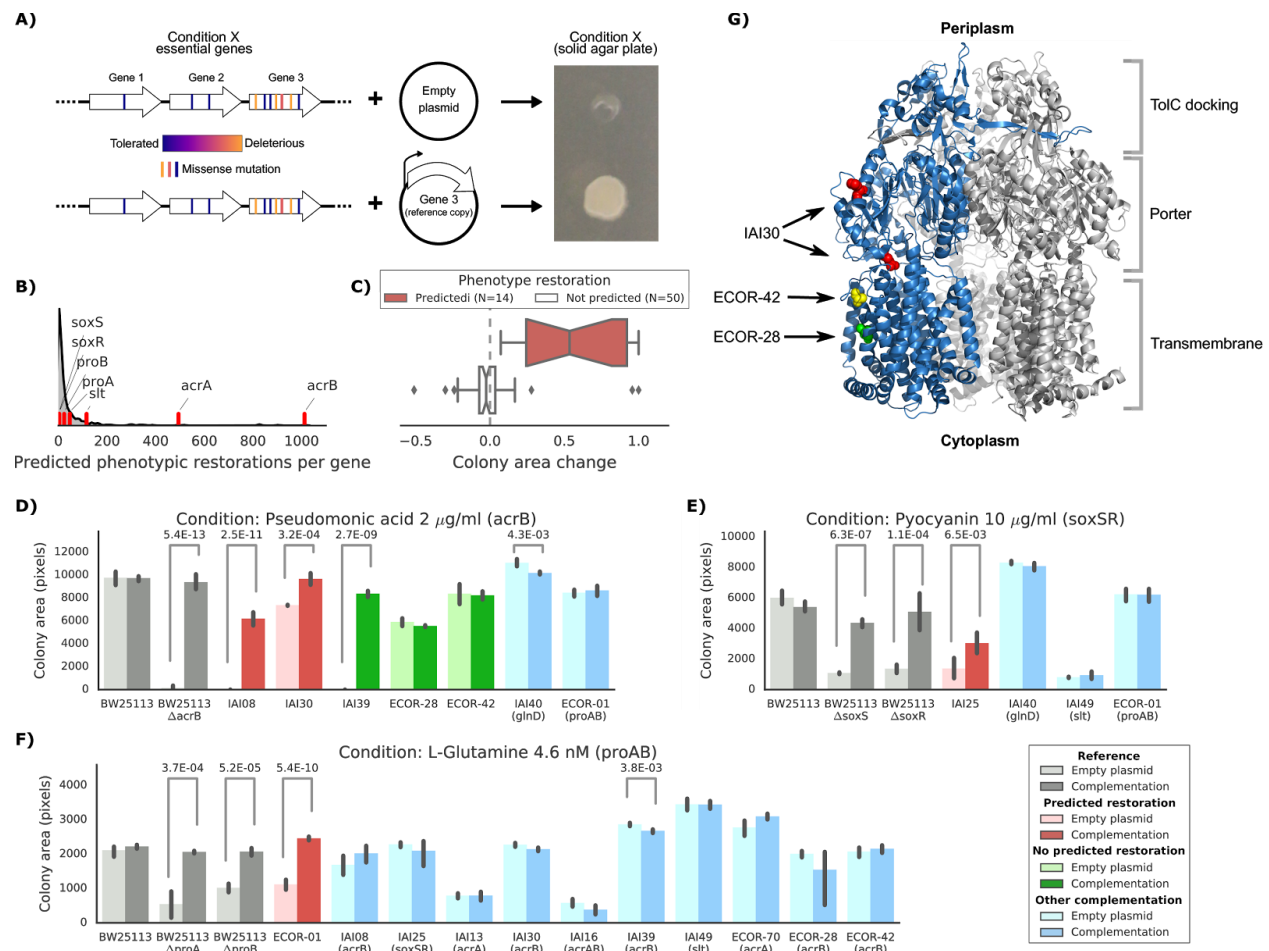 A)
Condition X
essential genes
Condition X
(solid agar plate)
Gene 1
Gene 2
Gene 3
+
Empty
plasmid
Tolerated
Deleterious
Missense mutation
+
Gene 3
(reference copy)
B)
soxS
soxR
proB
proA
slt
acrA
acrB
0
200
400
600
800
1000
Predicted phenotypic restorations per gene
C)
Phenotype restoration
Predictedi (N=14)
Not predicted (N=50)
−0.5
0.0
0.5
1.0
Colony area change
G)
Periplasm
TolC docking
Porter
Transmembrane
IAI30
ECOR-42
ECOR-28
Cytoplasm
D)
Condition: Pseudomonic acid 2 μg/ml (acrB)
5.4E-13
2.5E-11
3.2E-04
2.7E-09
4.3E-03
Colony area (pixels)
12000
10000
8000
6000
4000
2000
0
BW25113
BW25113
ΔacrB
IAI08
IAI30
IAI39
ECOR-28
ECOR-42
IAI40
(glnD)
ECOR-01
(proAB)
E)
Condition: Pyocyanin 10 μg/ml (soxSR)
6.3E-07
1.1E-04
6.5E-03
Colony area (pixels)
10000
8000
6000
4000
2000
0
BW25113
BW25113
ΔsoxS
BW25113
ΔsoxR
IAI25
IAI40
(glnD)
IAI49
(slt)
ECOR-01
(proAB)
F)
Condition: L-Glutamine 4.6 nM (proAB)
3.7E-04
5.2E-05
5.4E-10
3.8E-03
Colony area (pixels)
4000
3000
2000
1000
0
BW25113
BW25113
ΔproA
BW25113
ΔproB
ECOR-01
IAI08
(acrB)
IAI25
(soxSR)
IAI13
(acrA)
IAI30
(acrB)
IAI16
(acrAB)
IAI39
(acrB)
IAI49
(slt)
ECOR-70
(acrA)
ECOR-28
(acrB)
ECOR-42
(acrB)
Reference
Empty plasmid
Complementation
Predicted restoration
Empty plasmid
Complementation
No predicted restoration
Empty plasmid
Complementation
Other complementation
Empty plasmid
Complementation